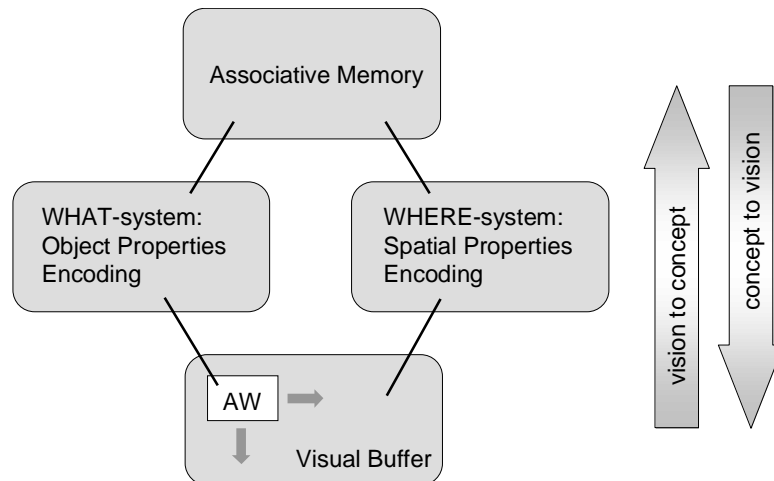 Associative Memory
WHAT-system:
Object Properties
Encoding
WHERE-system:
Spatial Properties
Encoding
AW
Visual Buffer
vision to concept
concept to vision